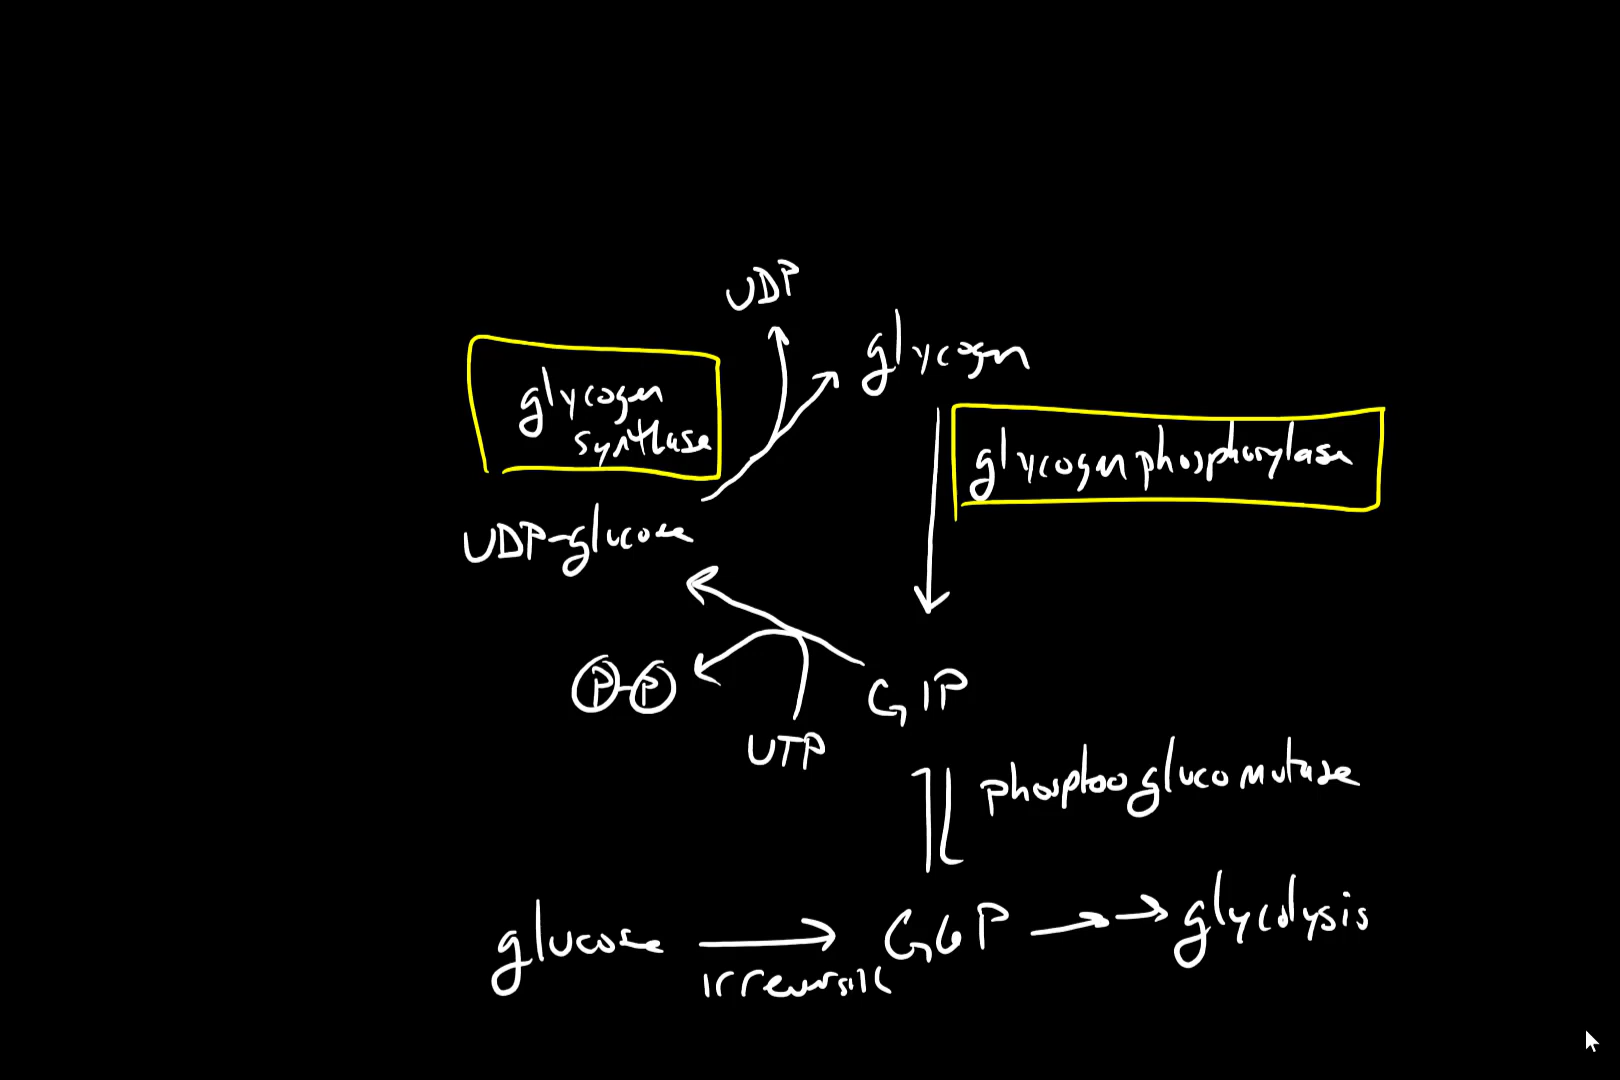 UDP
glycogen
glycogen
synthase
glycogen phosphorylase
UDP-glucose
P-P
G1P
UTP
phosphoglucomutase
glucose
G6P
glycolysis
irreversible